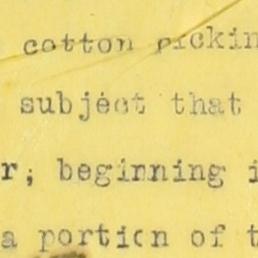 cotton pickin
subject that
r; beginning i
a portion of t